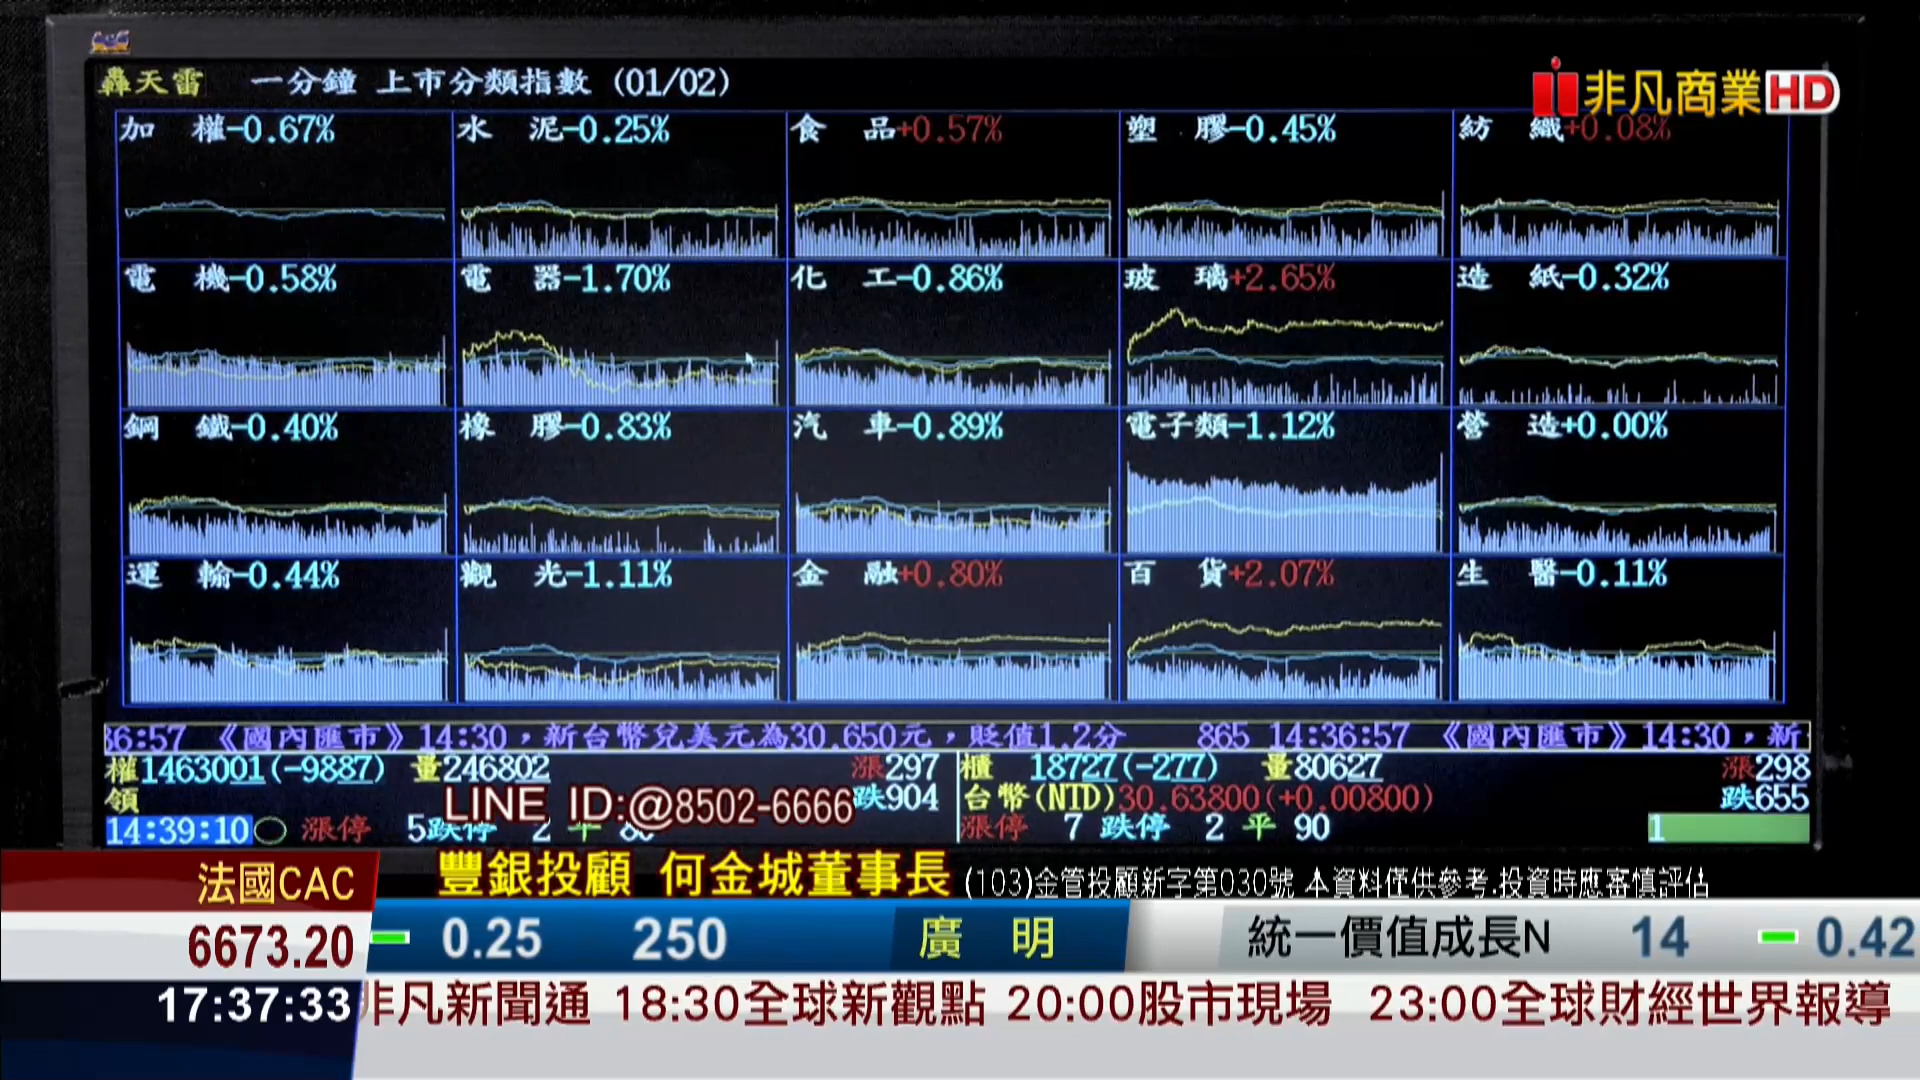 轟天雷 一分鐘 上市分類指數 (01/02)
非凡商業HD
加 權-0.67% 水 泥-0.25% 食 品+0.57% 塑 膠-0.45% 紡 織+0.08%
電 機-0.58% 電 器-1.70% 化 工-0.86% 玻 璃+2.65% 造 紙-0.32%
鋼 鐵-0.40% 橡 膠-0.83% 汽 車-0.89% 電子類-1.12% 營 造+0.00%
運 輸-0.44% 觀 光-1.11% 金 融+0.80% 百 貨+2.07% 生 醫-0.11%
36:57 《國內匯市》14:30，新台幣兌美元為30.650元，貶值1.2分 865 14:36:57 《國內匯市》14:30，新
權1463001(-9887) 量246802 漲297 櫃 18727(-277) 量80627 漲298
領 LINE ID:@8502-6666 跌904 台幣(NTD)30.63800(+0.00800) 跌655
14:39:10 漲停 5跌停 2 平 漲停 7 跌停 2 平 90 1
法國CAC 豐銀投顧 何金城董事長 (103)金管投顧新字第030號 本資料僅供參考.投資時應審慎評估
6673.20 0.25 250 廣 明 統一價值成長N 14 0.42
17:37:33 非凡新聞通 18:30全球新觀點 20:00股市現場 23:00全球財經世界報導